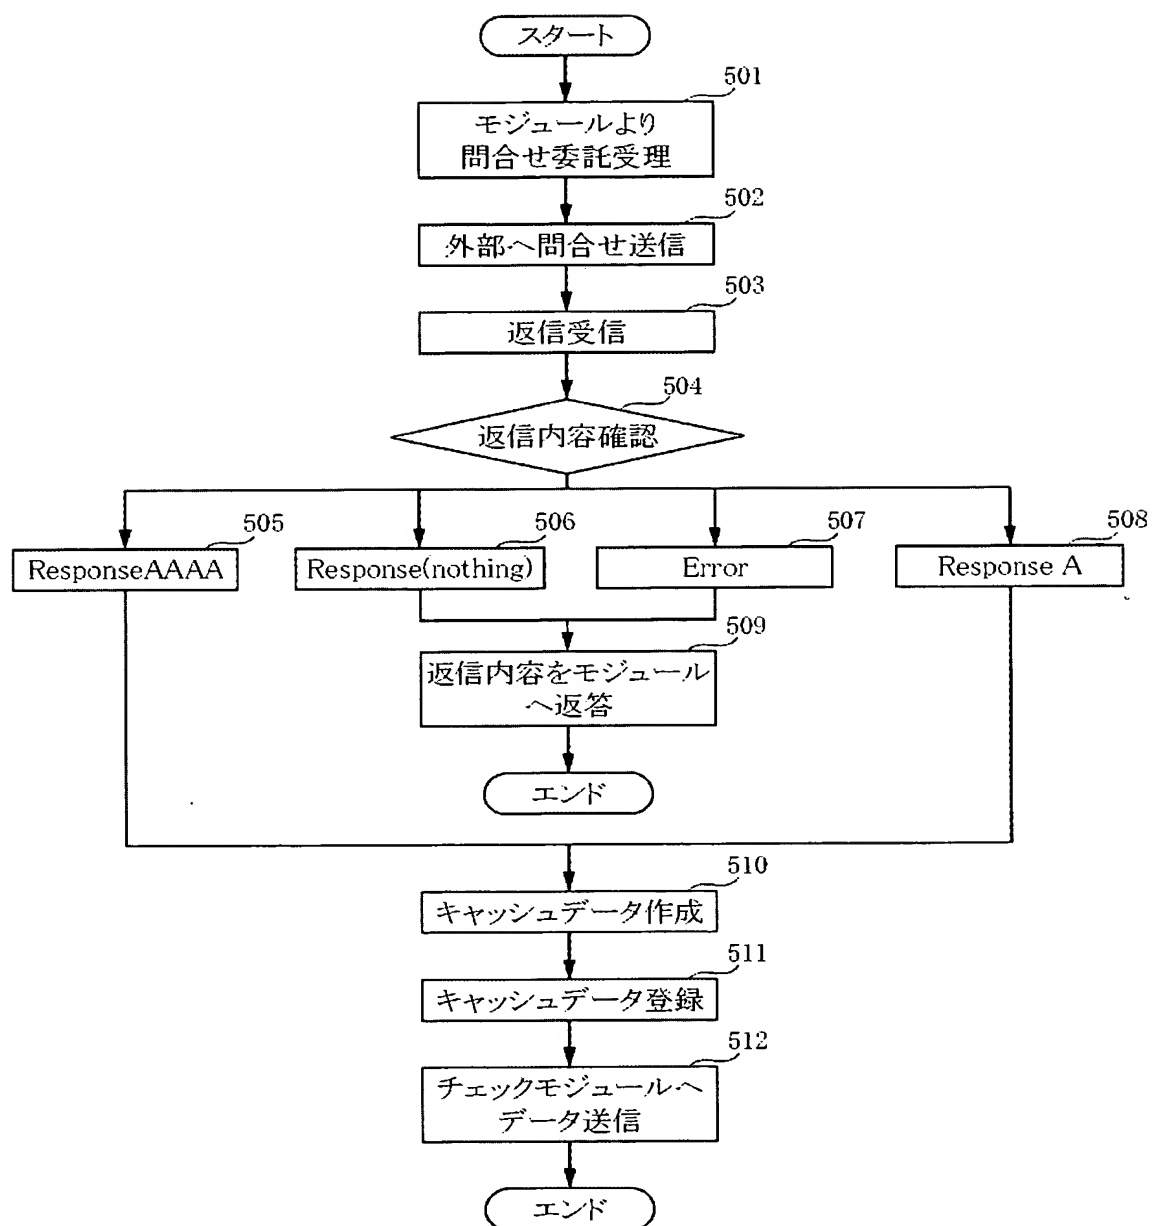 スタート
501
モジュールより
問合せ委託受理
502
外部へ問合せ送信
503
返信受信
504
返信内容確認
505
ResponseAAAA
506
Response(nothing)
507
Error
508
Response A
509
返信内容をモジュール
へ返答
エンド
510
キャッシュデータ作成
511
キャッシュデータ登録
512
チェックモジュールへ
データ送信
エンド